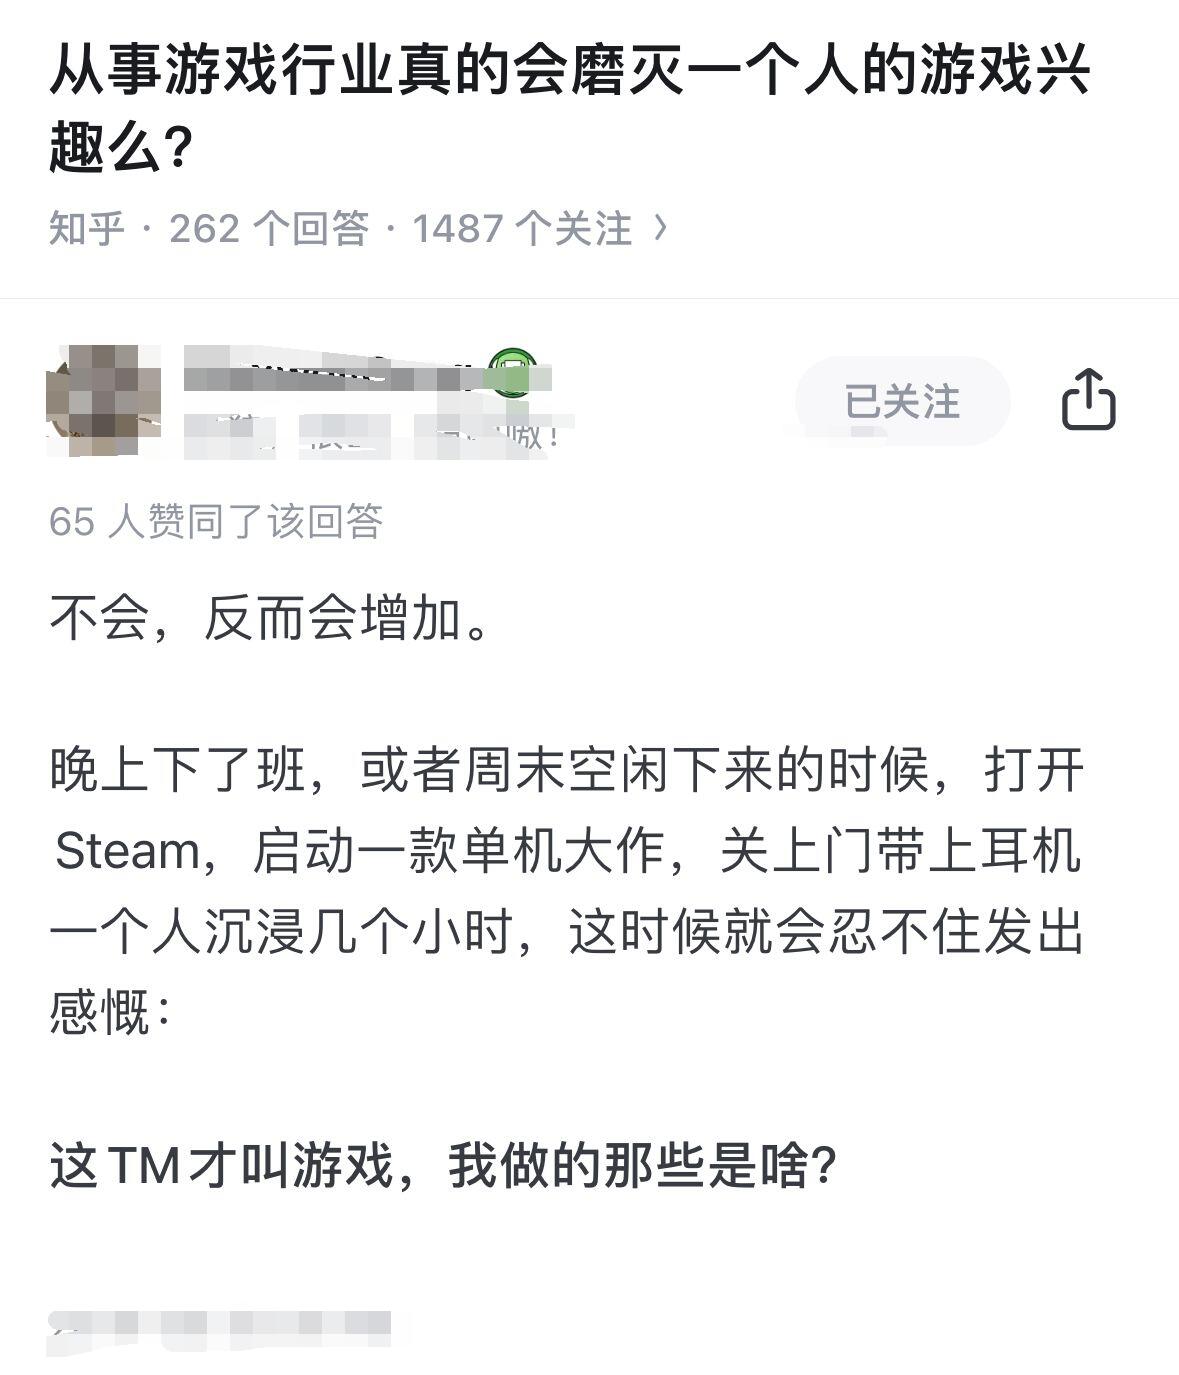 从事游戏行业真的会磨灭一个人的游戏兴
趣么?
知乎 · 262 个回答 · 1487 个关注 〉
已关注
65 人赞同了该回答
不会，反而会增加。
晚上下了班，或者周末空闲下来的时候，打开
Steam，启动一款单机大作，关上门带上耳机
一个人沉浸几个小时，这时候就会忍不住发出
感慨：
这TM才叫游戏，我做的那些是啥?